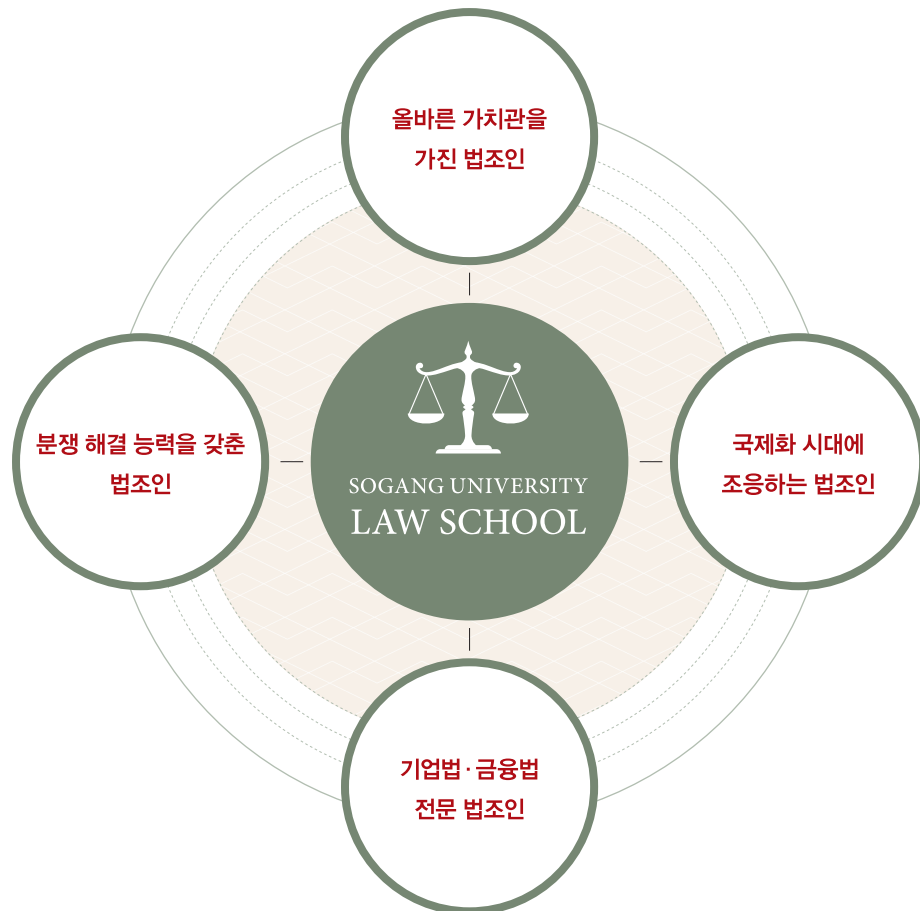 올바른 가치관을
가진 법조인
분쟁 해결 능력을 갖춘
법조인
SOGANG UNIVERSITY
LAW SCHOOL
국제화 시대에
조응하는 법조인
기업법·금융법
전문 법조인